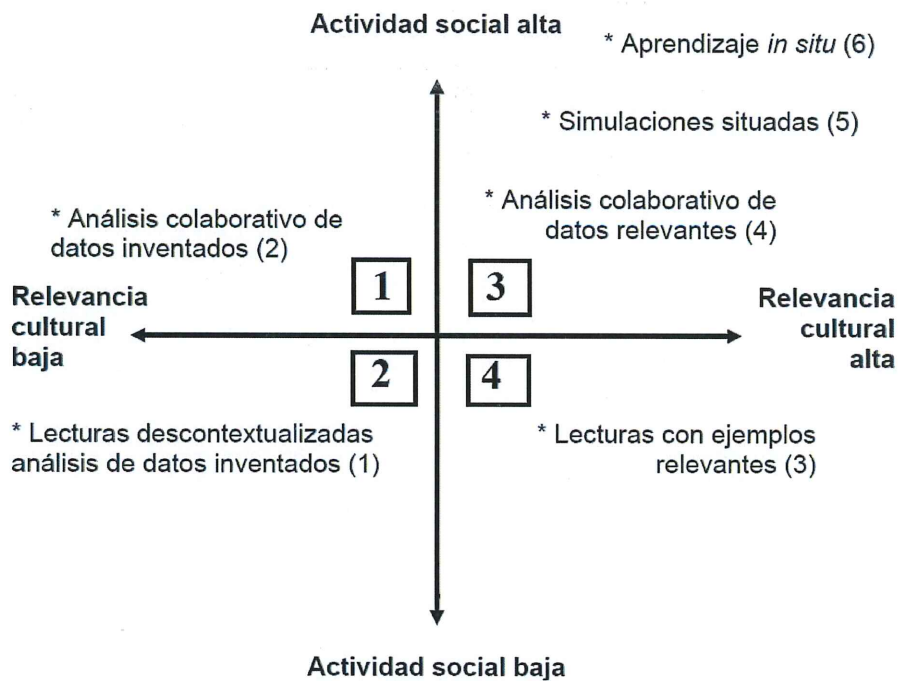 Actividad social alta
* Aprendizaje in situ (6)
* Simulaciones situadas (5)
* Análisis colaborativo de
datos inventados (2)
* Análisis colaborativo de
datos relevantes (4)
1
3
Relevancia
cultural
baja
Relevancia
cultural
alta
2
4
* Lecturas descontextualizadas
análisis de datos inventados (1)
* Lecturas con ejemplos
relevantes (3)
Actividad social baja